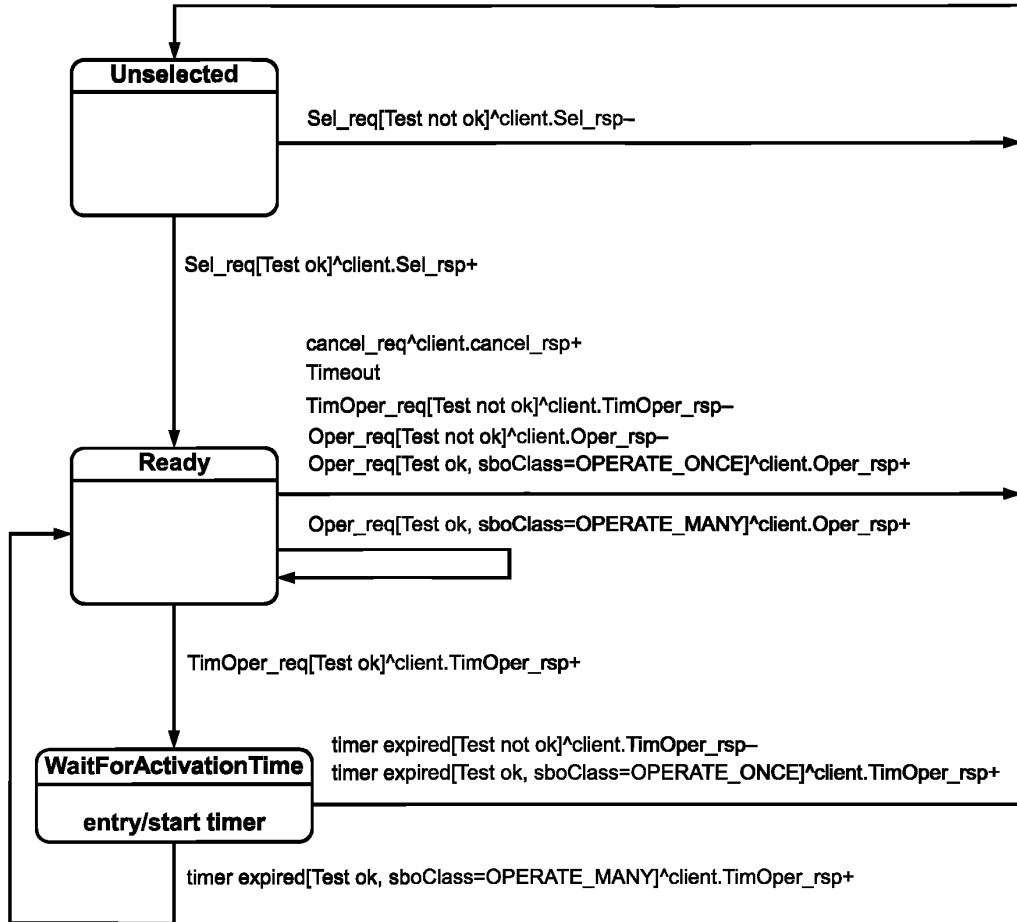 Unselected
Sel_req[Test not ok]^client.Sel_rsp–
Sel_req[Test ok]^client.Sel_rsp+
cancel_req^client.cancel_rsp+
Timeout
TimOper_req[Test not ok]^client.TimOper_rsp–
Oper_req[Test not ok]^client.Oper_rsp–
Ready
Oper_req[Test ok, sboClass=OPERATE_ONCE]^client.Oper_rsp+
Oper_req[Test ok, sboClass=OPERATE_MANY]^client.Oper_rsp+
TimOper_req[Test ok]^client.TimOper_rsp+
timer expired[Test not ok]^client.TimOper_rsp–
WaitForActivationTime
timer expired[Test ok, sboClass=OPERATE_ONCE]^client.TimOper_rsp+
entry/start timer
timer expired[Test ok, sboClass=OPERATE_MANY]^client.TimOper_rsp+